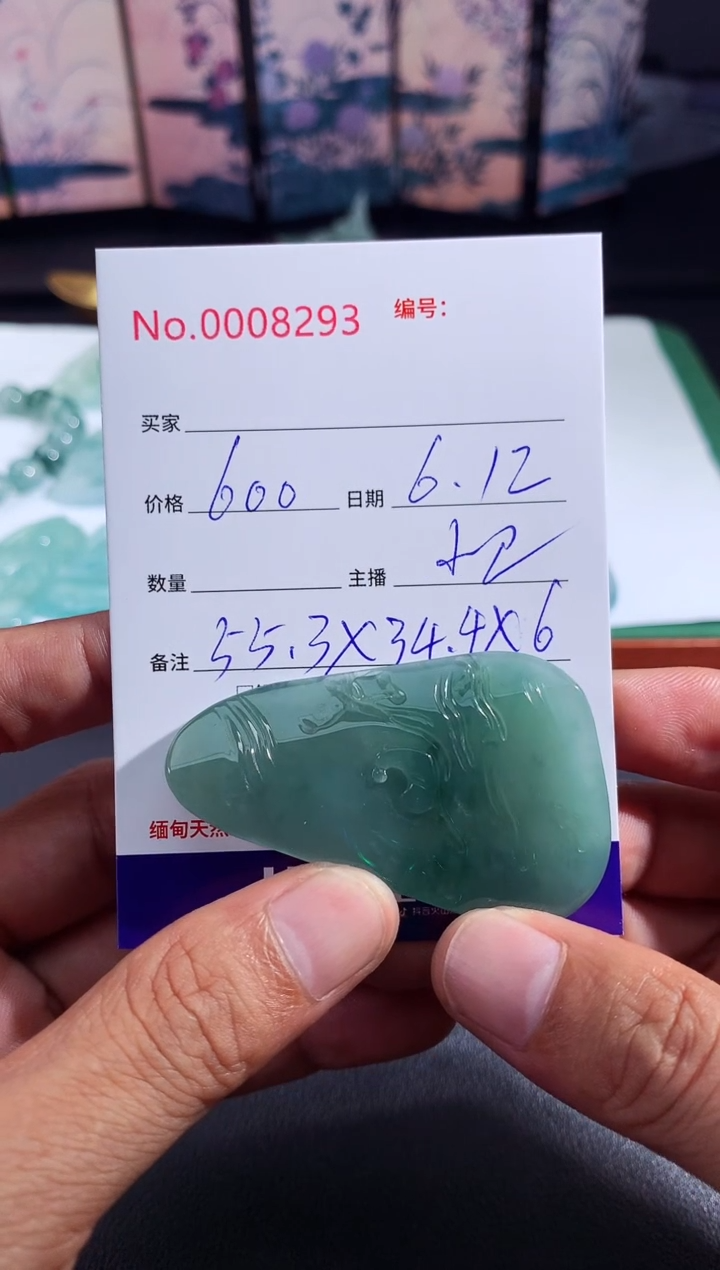 No.0008293 编号:
买家
价格 600 日期 6.12
数量 主播
备注 55.3X34.4X6
缅甸天然